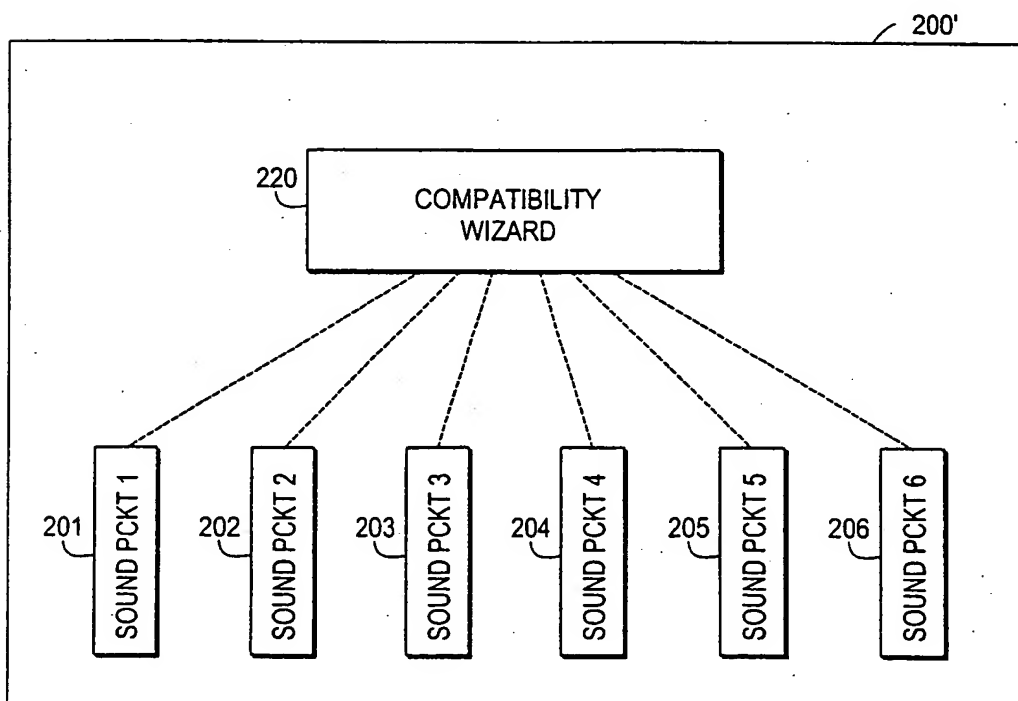 200'
220
COMPATIBILITY
WIZARD
201
SOUND PCKT 1
202
SOUND PCKT 2
203
SOUND PCKT 3
204
SOUND PCKT 4
205
SOUND PCKT 5
206
SOUND PCKT 6